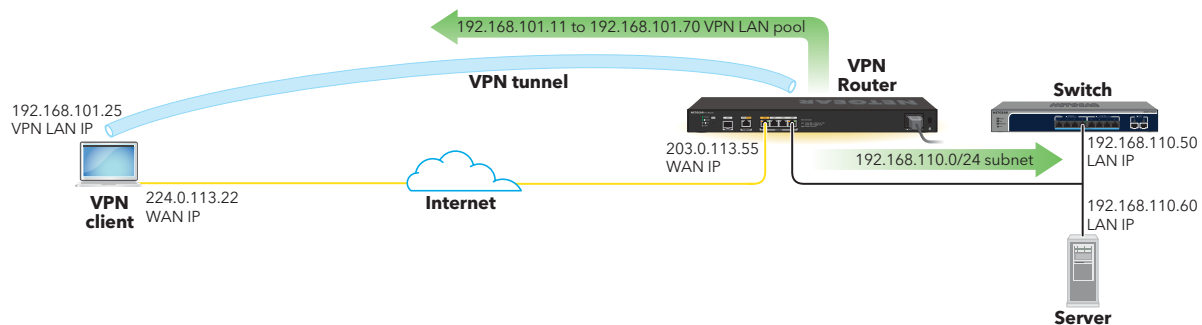 192.168.101.11 to 192.168.101.70 VPN LAN pool
VPN tunnel
VPN
Router
Switch
192.168.101.25
VPN LAN IP
NETGEAR
203.0.113.55
WAN IP
192.168.110.0/24 subnet
192.168.110.50
LAN IP
224.0.113.22
WAN IP
VPN
client
Internet
192.168.110.60
LAN IP
Server